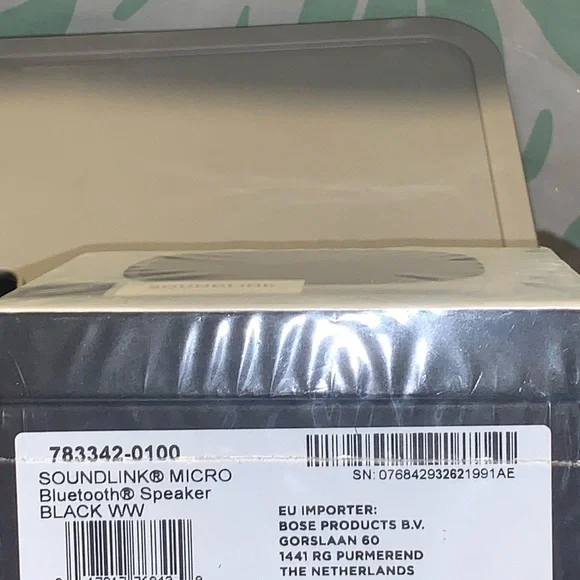 783342-0100
SOUNDLINK® MICRO
Bluetooth® Speaker
BLACK WW
SN: 076842932621991AE
EU IMPORTER:
BOSE PRODUCTS B.V.
GORSLAAN 60
1441 RG PURMEREND
THE NETHERLANDS